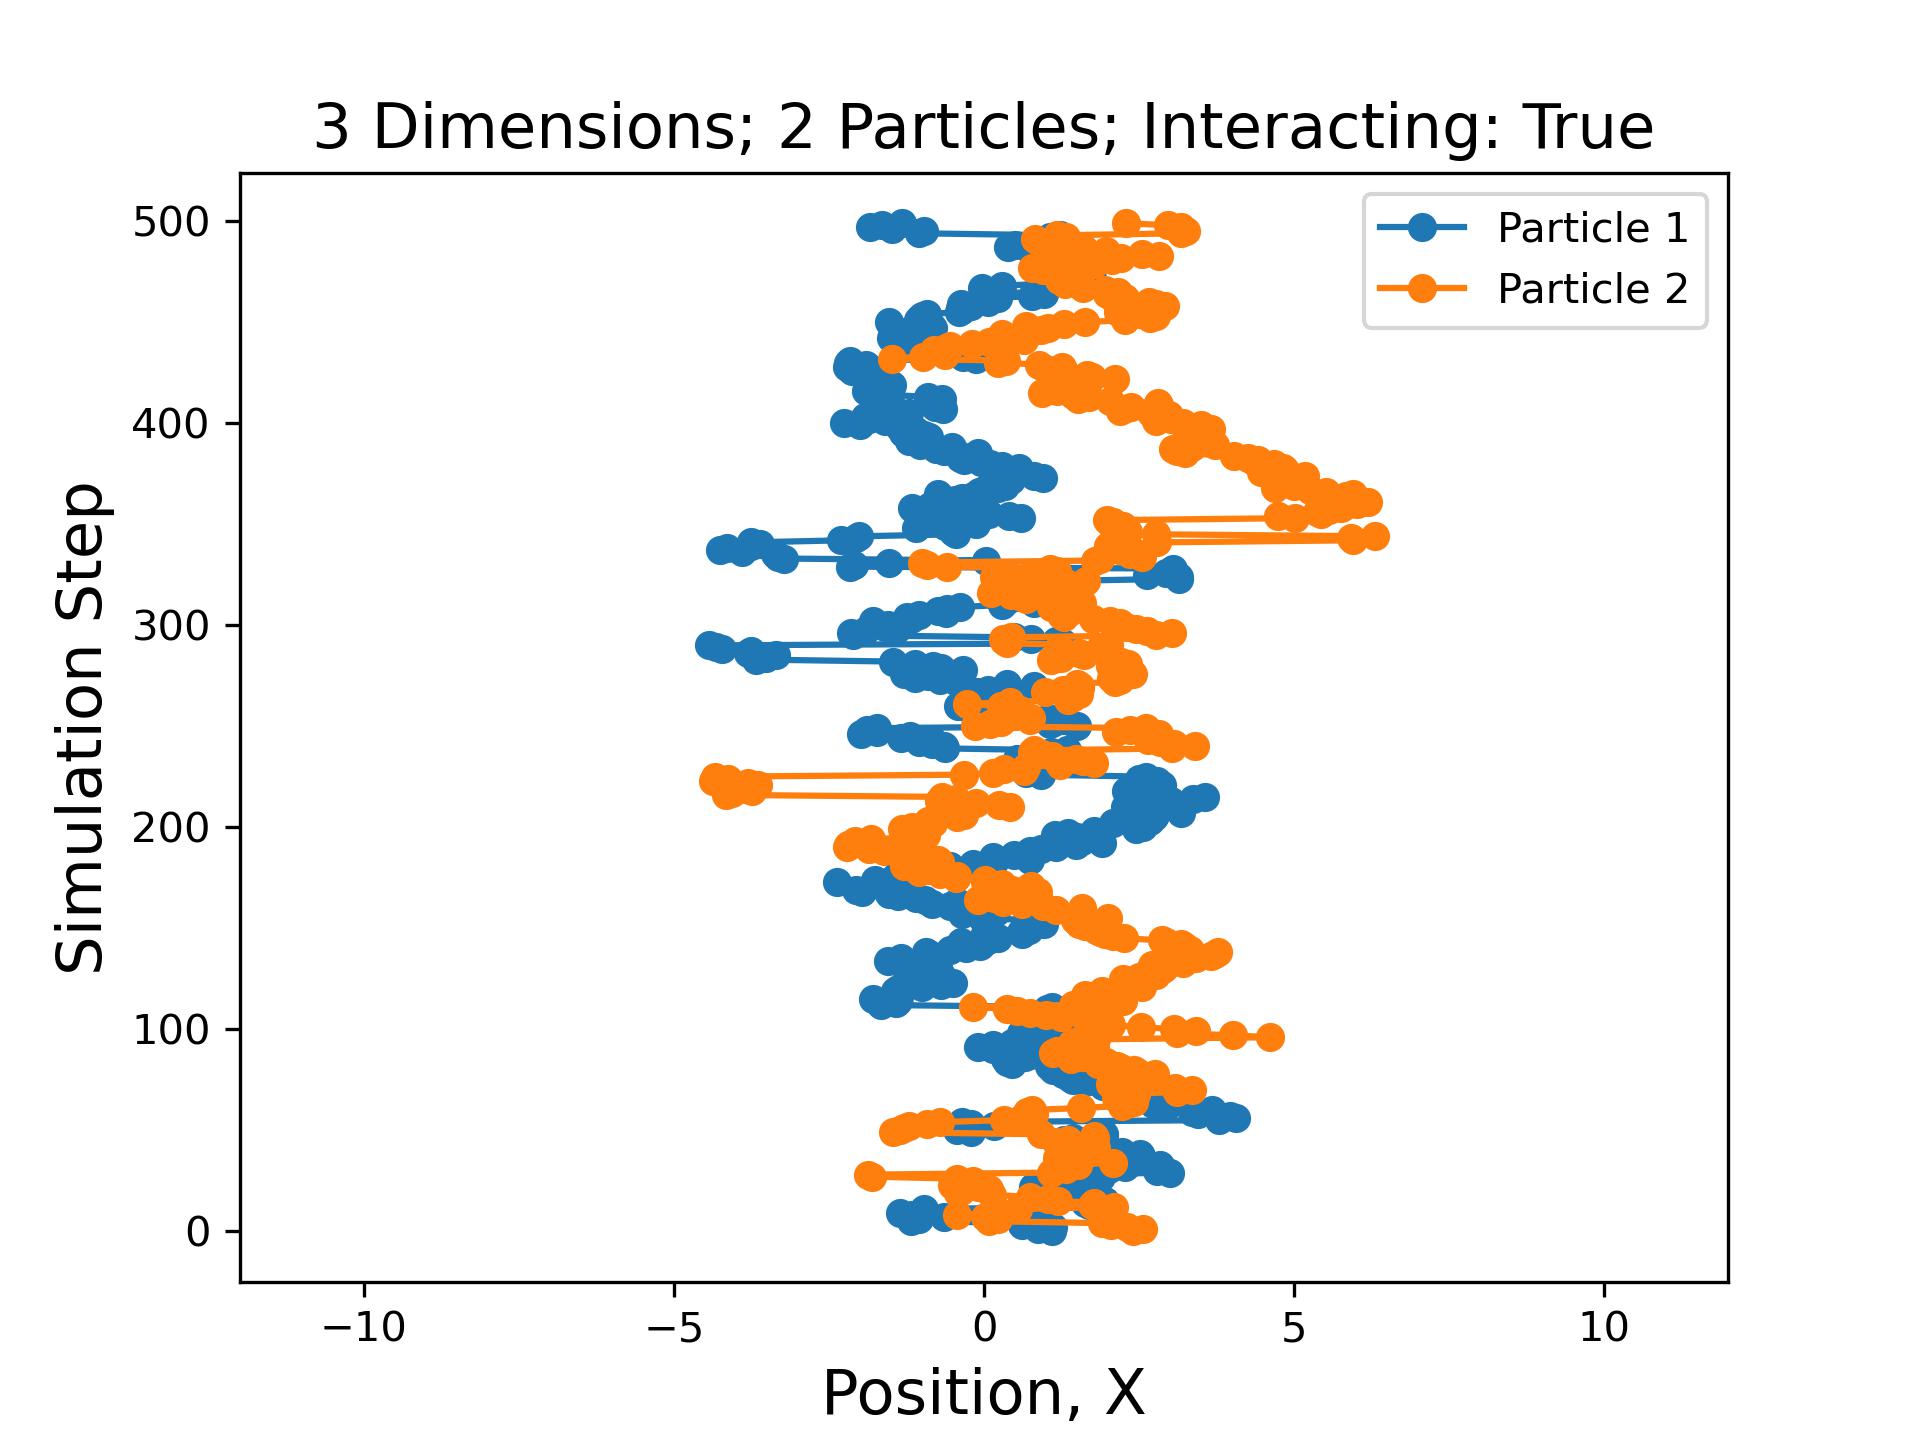 3 Dimensions; 2 Particles; Interacting: True
Particle 1
Particle 2
Simulation Step
500
400
300
200
100
0
−10
−5
0
5
10
Position, X